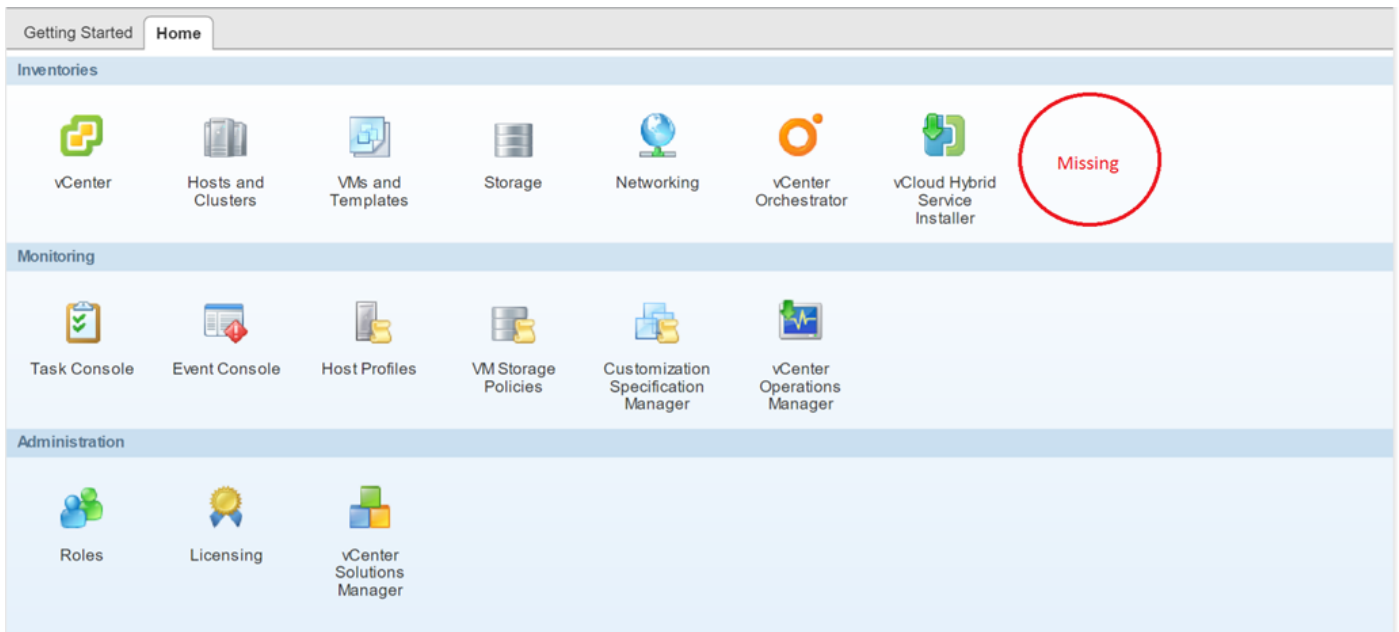 Getting Started Home
Inventories
vCenter
Hosts and
Clusters
VMs and
Templates
Storage
Networking
vCenter
Orchestrator
vCloud Hybrid
Service
Installer
Missing
Monitoring
Task Console
Event Console
Host Profiles
VM Storage
Policies
Customization
Specification
Manager
vCenter
Operations
Manager
Administration
Roles
Licensing
vCenter
Solutions
Manager